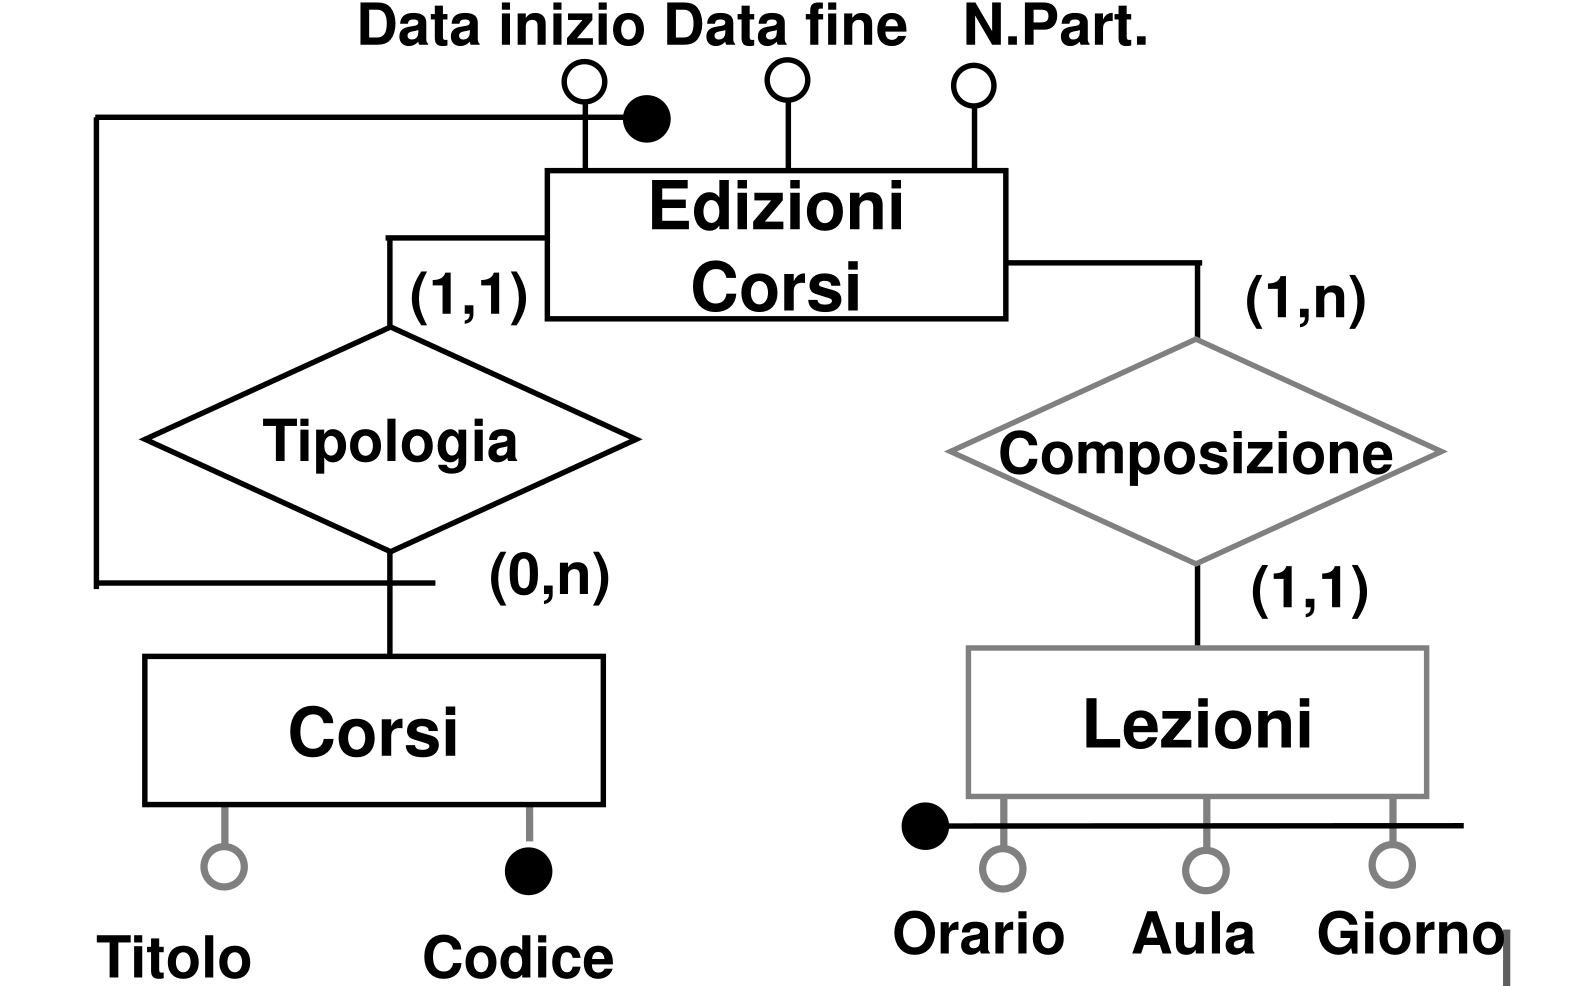 Data inizio Data fine N.Part.
Edizioni
Corsi
(1,1)
(1,n)
Tipologia
Composizione
(0,n)
(1,1)
Corsi
Lezioni
Titolo
Codice
Orario
Aula
Giorno